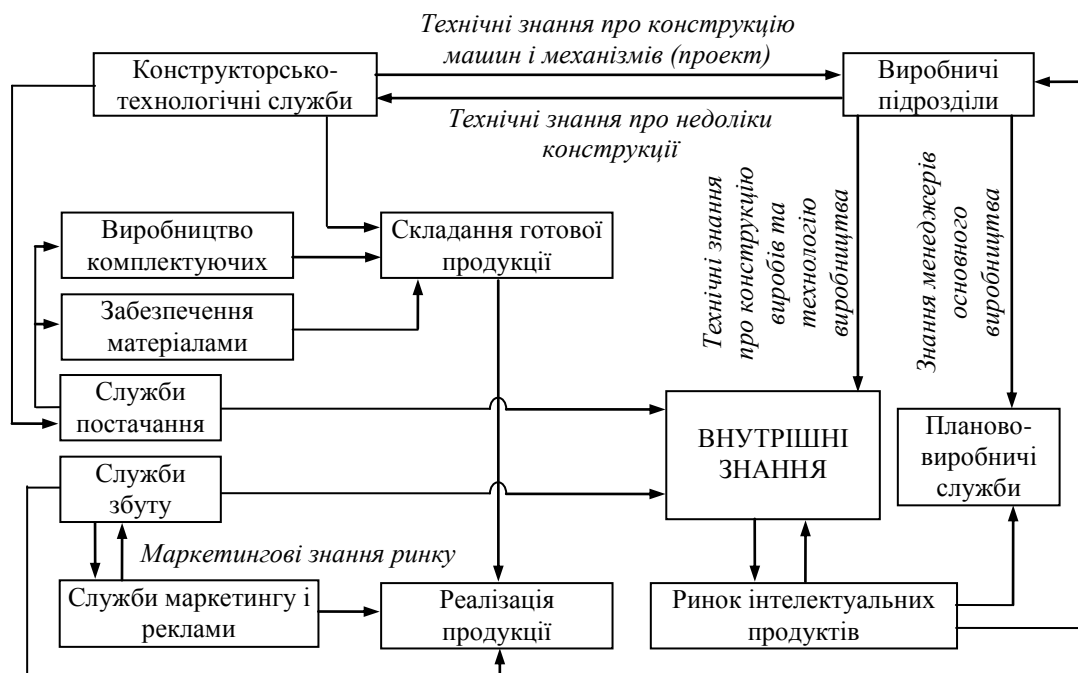 Технічні знання про конструкцію
машин і механізмів (проект)
Конструкторсько-
технологічні служби
Виробничі
підрозділи
Технічні знання про недоліки
конструкції
Технічні знання
про конструкцію
виробів та
технологію
виробництва
Знання менеджерів
основного
виробництва
Виробництво
комплектуючих
Складання готової
продукції
Забезпечення
матеріалами
Служби
постачання
ВНУТРІШНІ
ЗНАННЯ
Планово-
виробничі
служби
Служби
збуту
Маркетингові знання ринку
Служби маркетингу і
реклами
Реалізація
продукції
Ринок інтелектуальних
продуктів